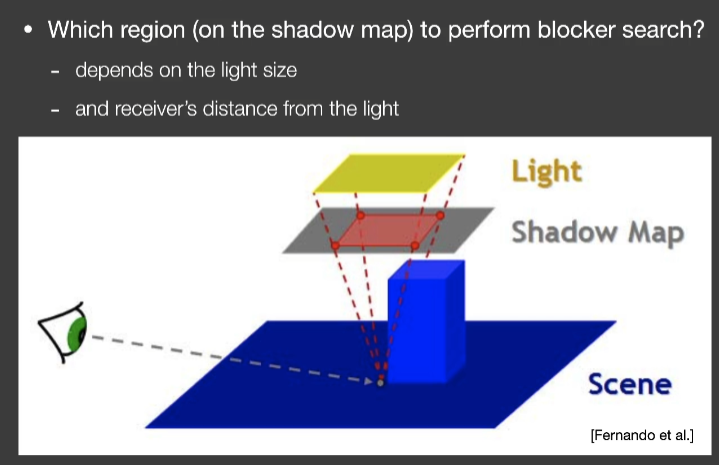 • Which region (on the shadow map) to perform blocker search?
- depends on the light size
- and receiver's distance from the light
Light
Shadow Map
Scene
[Fernando et al.]